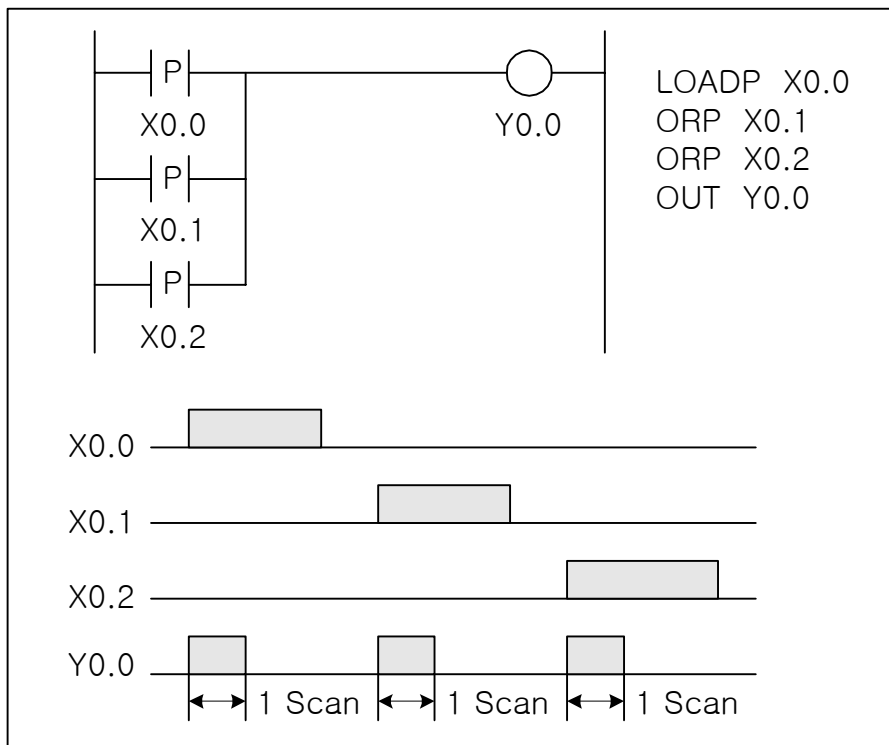 P
X0.0
Y0.0
P
X0.1
P
X0.2
LOADP X0.0
ORP X0.1
ORP X0.2
OUT Y0.0
X0.0
X0.1
X0.2
Y0.0
1 Scan 1 Scan 1 Scan